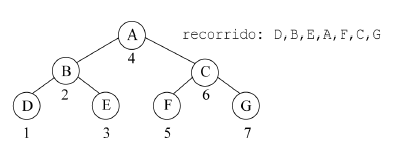 A recorrido: D,B,E,A,F,C,G
4
B C
2 6
D E F G
1 3 5 7